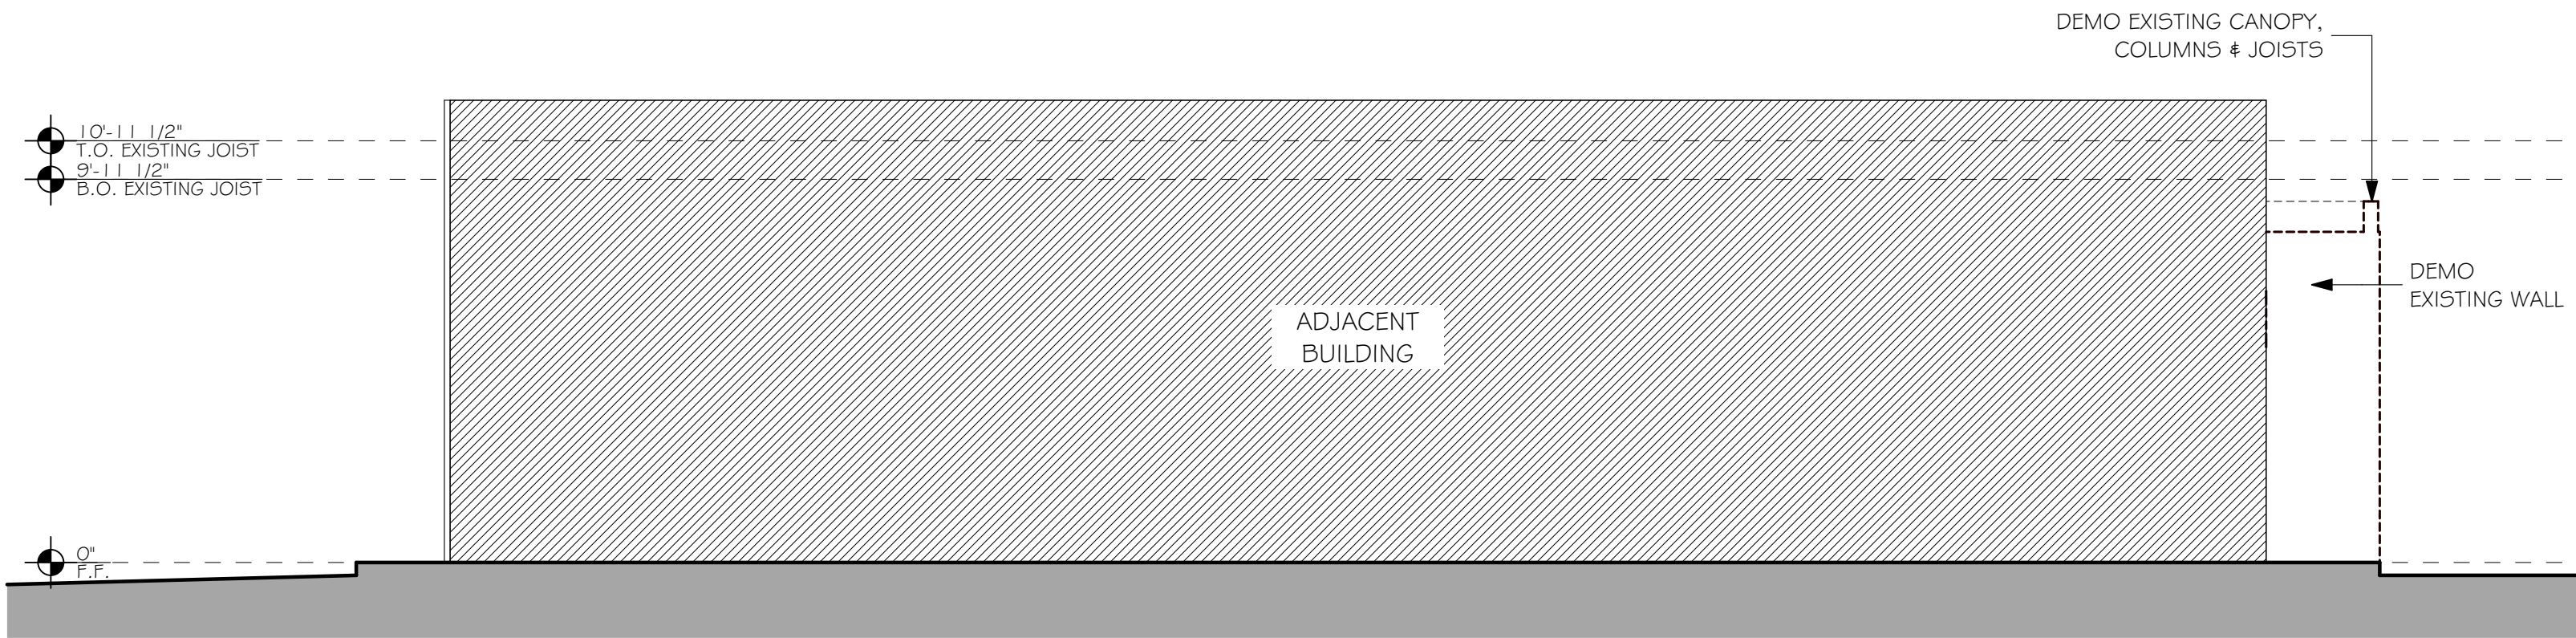 DEMO EXISTING CANOPY,
COLUMNS & JOISTS
10'-11 1/2"
T.O. EXISTING JOIST
9'-11 1/2"
B.O. EXISTING JOIST
DEMO
EXISTING WALL
ADJACENT
BUILDING
0"
F.F.